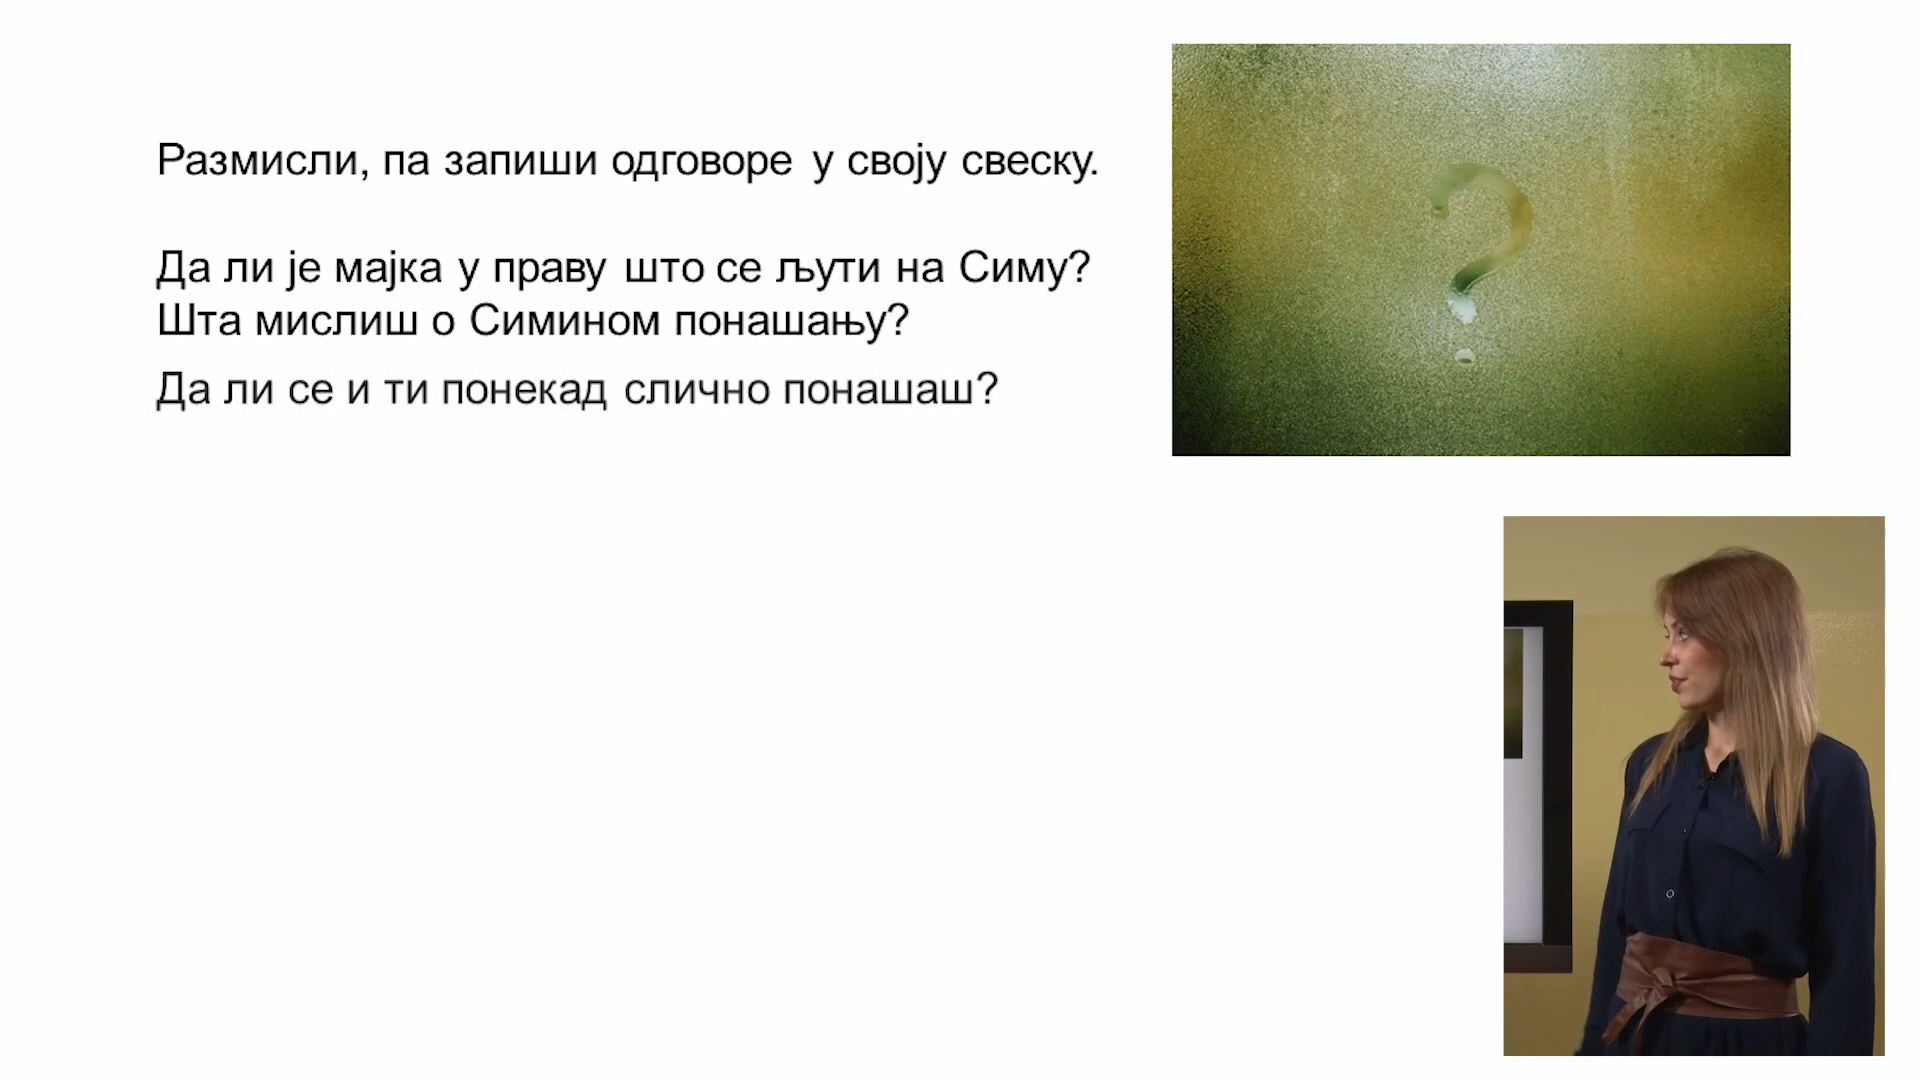 Размисли, па запиши одговоре у своју свеску.
Да ли је мајка у праву што се љути на Симу?
Шта мислиш о Симином понашању?
Да ли се и ти понекад слично понашаш?